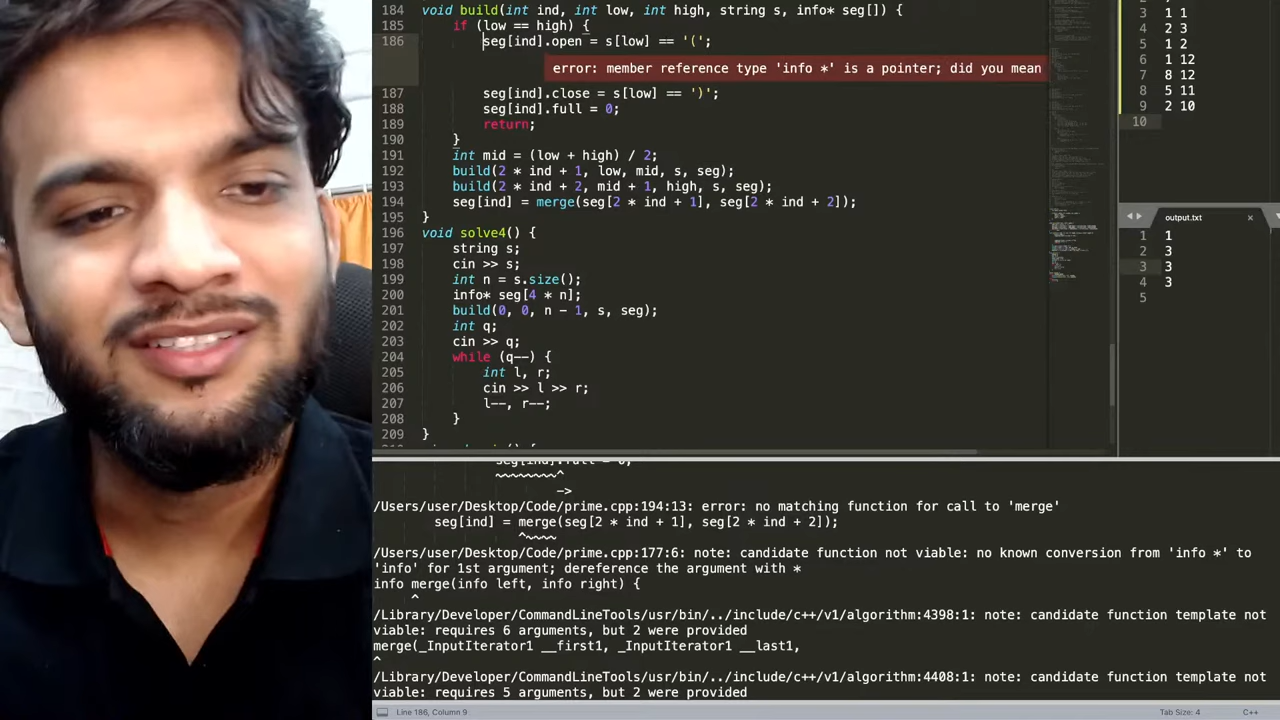 184 void build(int ind, int low, int high, string s, info* seg[]) {
185 if (low == high) {
186 seg[ind].open = s[low] == '(';
error: member reference type 'info *' is a pointer; did you mean
187 seg[ind].close = s[low] == ')';
188 seg[ind].full = 0;
189 return;
190 }
191 int mid = (low + high) / 2;
192 build(2 * ind + 1, low, mid, s, seg);
193 build(2 * ind + 2, mid + 1, high, s, seg);
194 seg[ind] = merge(seg[2 * ind + 1], seg[2 * ind + 2]);
195 }
196 void solve4() {
197 string s;
198 cin >> s;
199 int n = s.size();
200 info* seg[4 * n];
201 build(0, 0, n - 1, s, seg);
202 int q;
203 cin >> q;
204 while (q--) {
205 int l, r;
206 cin >> l >> r;
207 l--, r--;
208 }
209 }
3 1 1
4 2 3
5 1 2
6 1 12
7 8 12
8 5 11
9 2 10
10
output.txt ×
1 1
2 3
3 3
4 3
5
seg[ind].full = 0;
~~~~~~~~^
->
/Users/user/Desktop/Code/prime.cpp:194:13: error: no matching function for call to 'merge'
seg[ind] = merge(seg[2 * ind + 1], seg[2 * ind + 2]);
^~~~~
/Users/user/Desktop/Code/prime.cpp:177:6: note: candidate function not viable: no known conversion from 'info *' to
'info' for 1st argument; dereference the argument with *
info merge(info left, info right) {
^
/Library/Developer/CommandLineTools/usr/bin/../include/c++/v1/algorithm:4398:1: note: candidate function template not
viable: requires 6 arguments, but 2 were provided
merge(_InputIterator1 __first1, _InputIterator1 __last1,
^
/Library/Developer/CommandLineTools/usr/bin/../include/c++/v1/algorithm:4408:1: note: candidate function template not
viable: requires 5 arguments, but 2 were provided
Line 186, Column 9
Tab Size: 4
C++